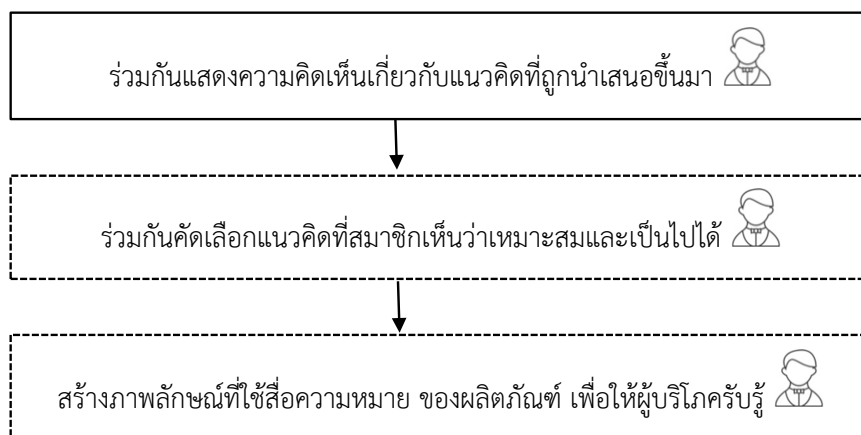 ร่วมกันแสดงความคิดเห็นเกี่ยวกับแนวคิดที่ถูกนำเสนอขึ้นมา
ร่วมกันคัดเลือกแนวคิดที่สมาชิกเห็นว่าเหมาะสมและเป็นไปได้
สร้างภาพลักษณ์ที่ใช้สื่อความหมาย ของผลิตภัณฑ์ เพื่อให้ผู้บริโภครับรู้